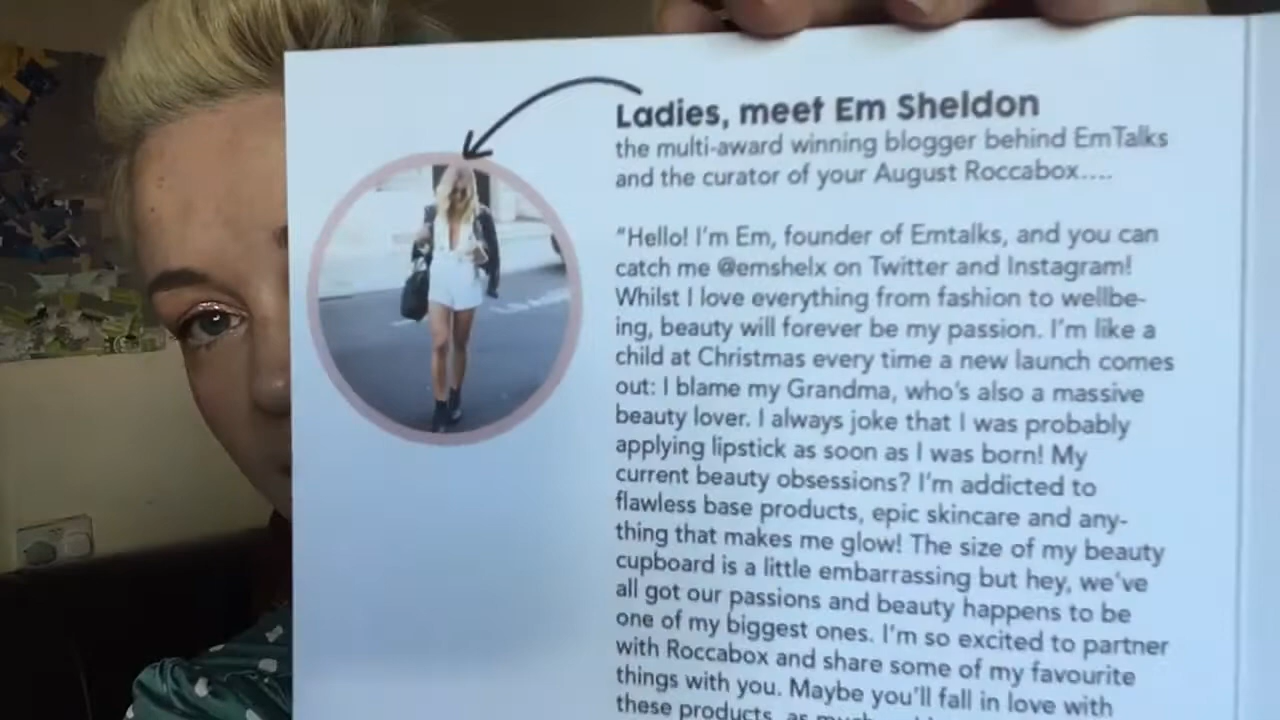 Ladies, meet Em Sheldon
the multi-award winning blogger behind EmTalks
and the curator of your August Roccabox....
"Hello! I'm Em, founder of Emtalks, and you can
catch me @emshelx on Twitter and Instagram!
Whilst I love everything from fashion to wellbe-
ing, beauty will forever be my passion. I'm like a
child at Christmas every time a new launch comes
out: I blame my Grandma, who's also a massive
beauty lover. I always joke that I was probably
applying lipstick as soon as I was born! My
current beauty obsessions? I'm addicted to
flawless base products, epic skincare and any-
thing that makes me glow! The size of my beauty
cupboard is a little embarrassing but hey, we've
all got our passions and beauty happens to be
one of my biggest ones. I'm so excited to partner
with Roccabox and share some of my favourite
things with you. Maybe you'll fall in love with
these products, as